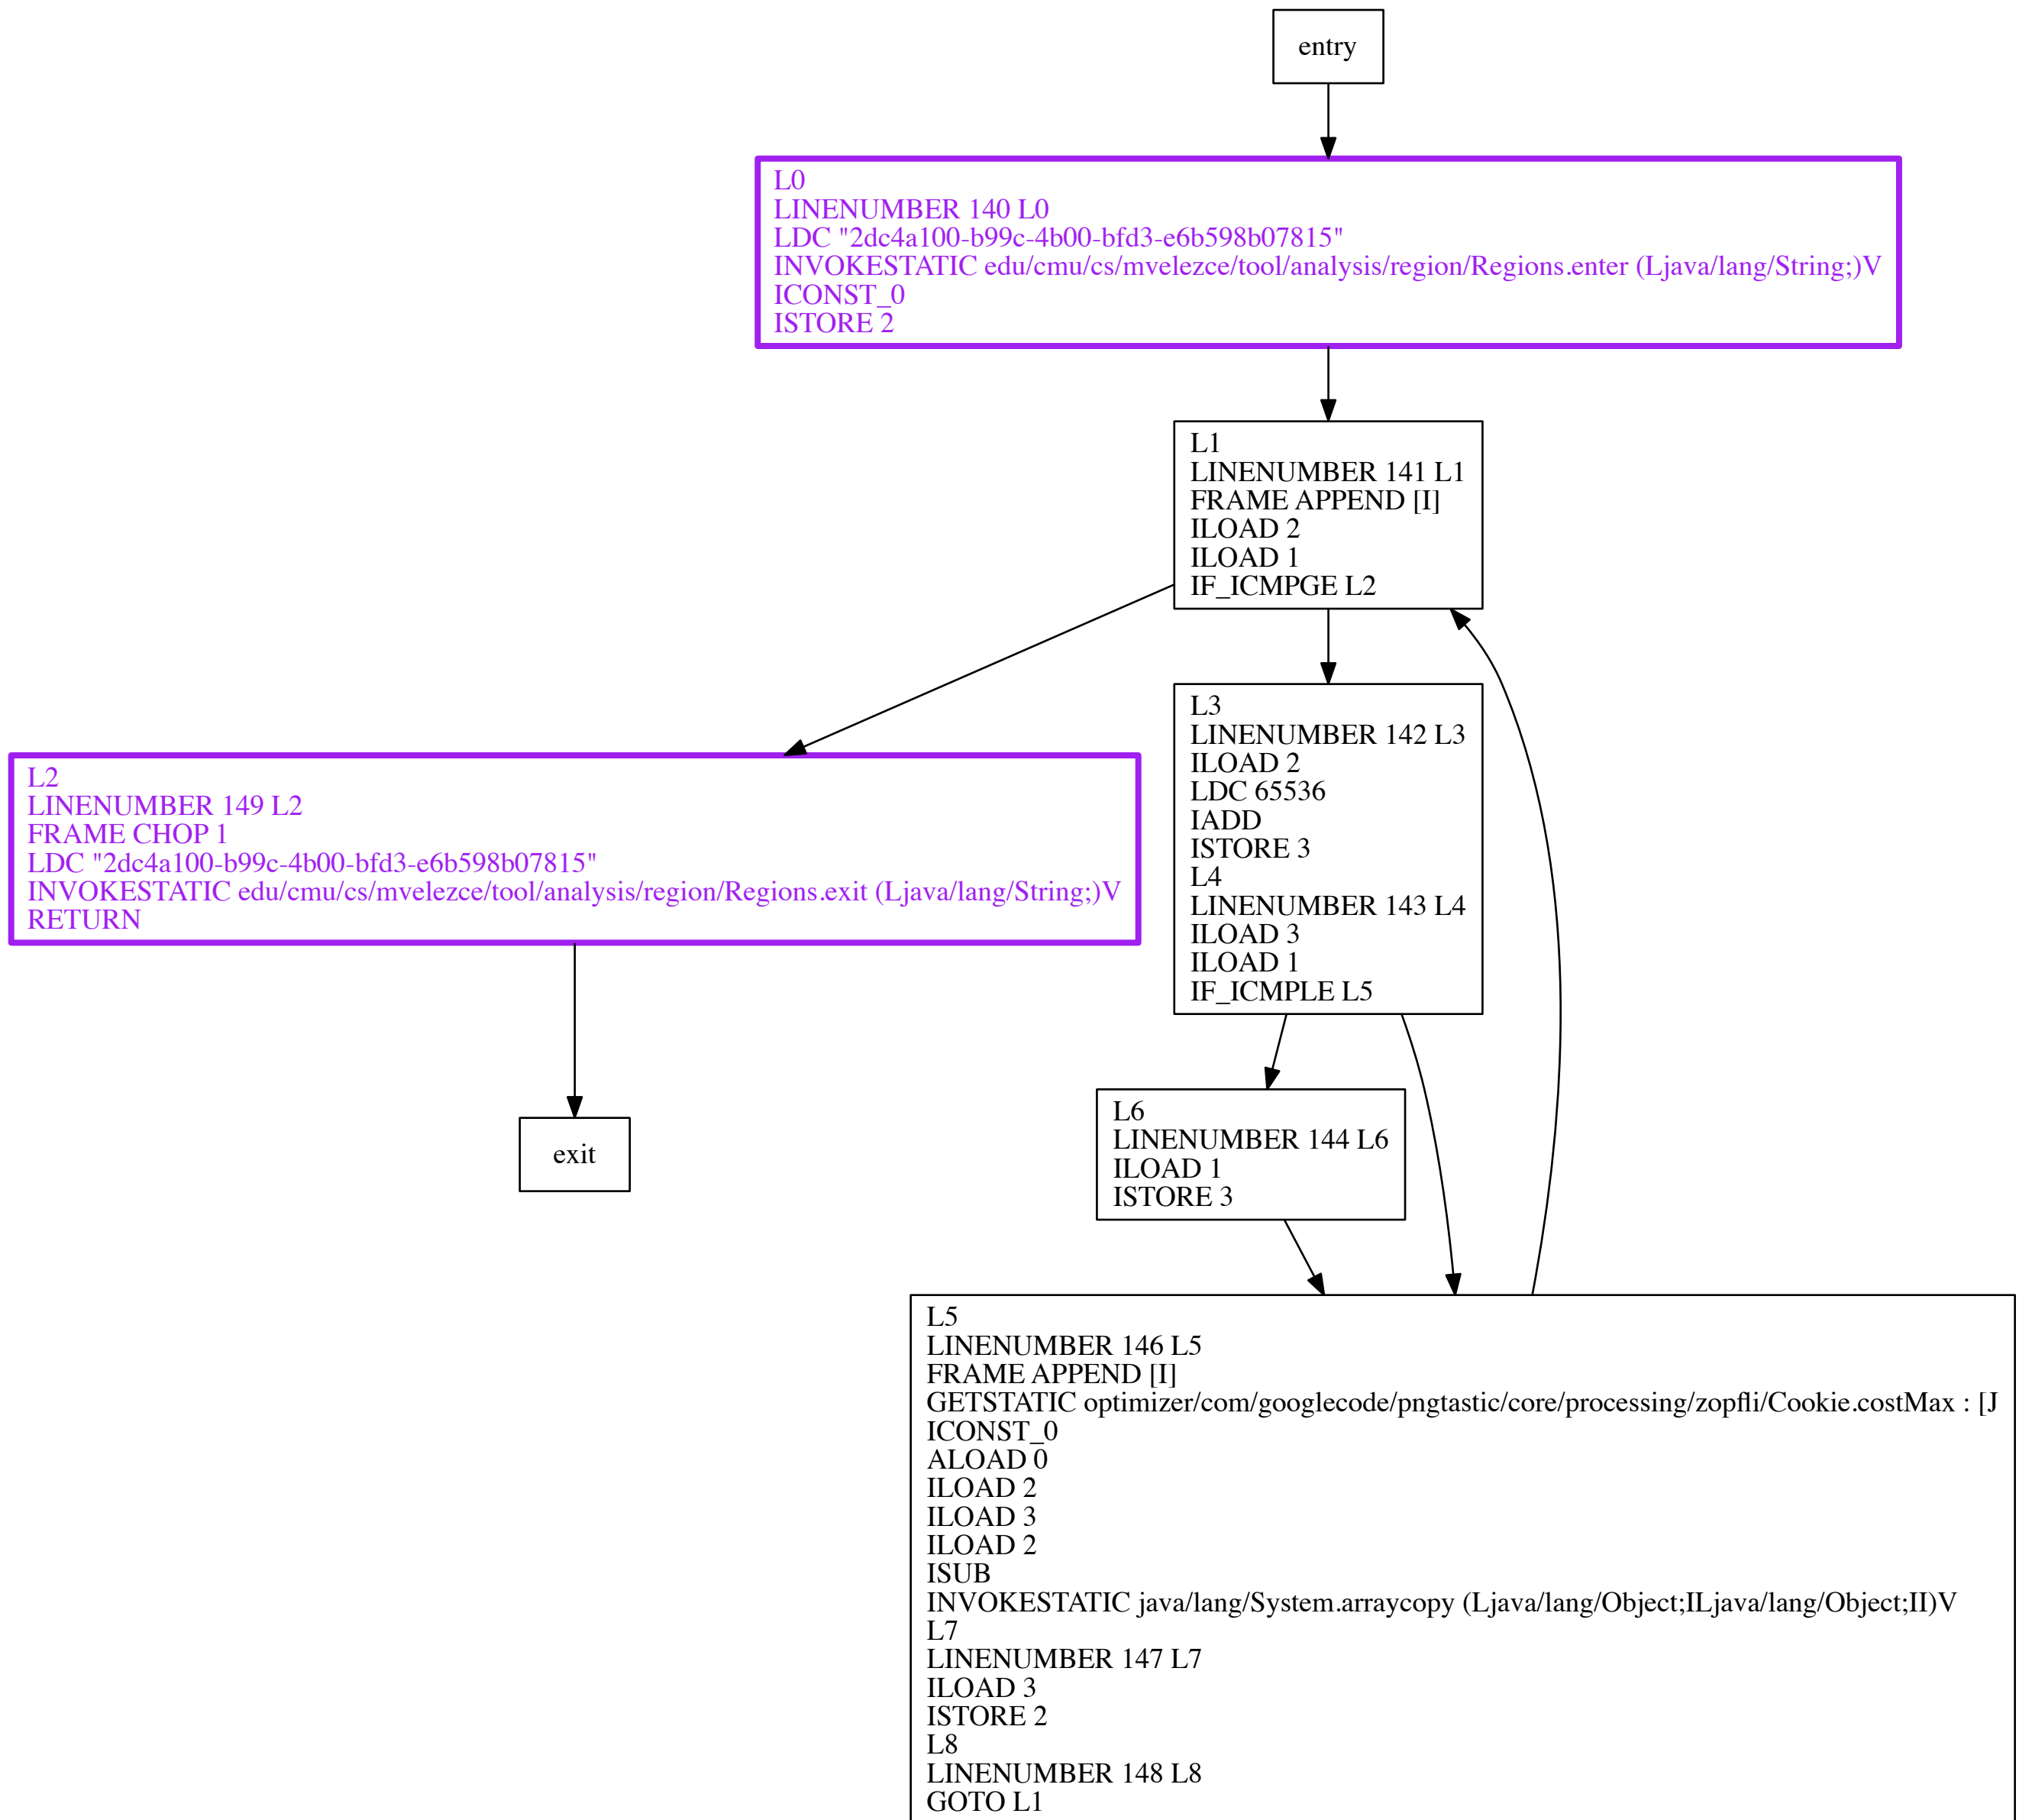 entry
L0
LINENUMBER 140 L0
LDC "2dc4a100-b99c-4b00-bfd3-e6b598b07815"
INVOKESTATIC edu/cmu/cs/mvelezce/tool/analysis/region/Regions.enter (Ljava/lang/String;)V
ICONST_0
ISTORE 2
L1
LINENUMBER 141 L1
FRAME APPEND [I]
ILOAD 2
ILOAD 1
IF_ICMPGE L2
L2
LINENUMBER 149 L2
FRAME CHOP 1
LDC "2dc4a100-b99c-4b00-bfd3-e6b598b07815"
INVOKESTATIC edu/cmu/cs/mvelezce/tool/analysis/region/Regions.exit (Ljava/lang/String;)V
RETURN
L3
LINENUMBER 142 L3
ILOAD 2
LDC 65536
IADD
ISTORE 3
L4
LINENUMBER 143 L4
ILOAD 3
ILOAD 1
IF_ICMPLE L5
exit
L6
LINENUMBER 144 L6
ILOAD 1
ISTORE 3
L5
LINENUMBER 146 L5
FRAME APPEND [I]
GETSTATIC optimizer/com/googlecode/pngtastic/core/processing/zopfli/Cookie.costMax : [J
ICONST_0
ALOAD 0
ILOAD 2
ILOAD 3
ILOAD 2
ISUB
INVOKESTATIC java/lang/System.arraycopy (Ljava/lang/Object;ILjava/lang/Object;II)V
L7
LINENUMBER 147 L7
ILOAD 3
ISTORE 2
L8
LINENUMBER 148 L8
GOTO L1